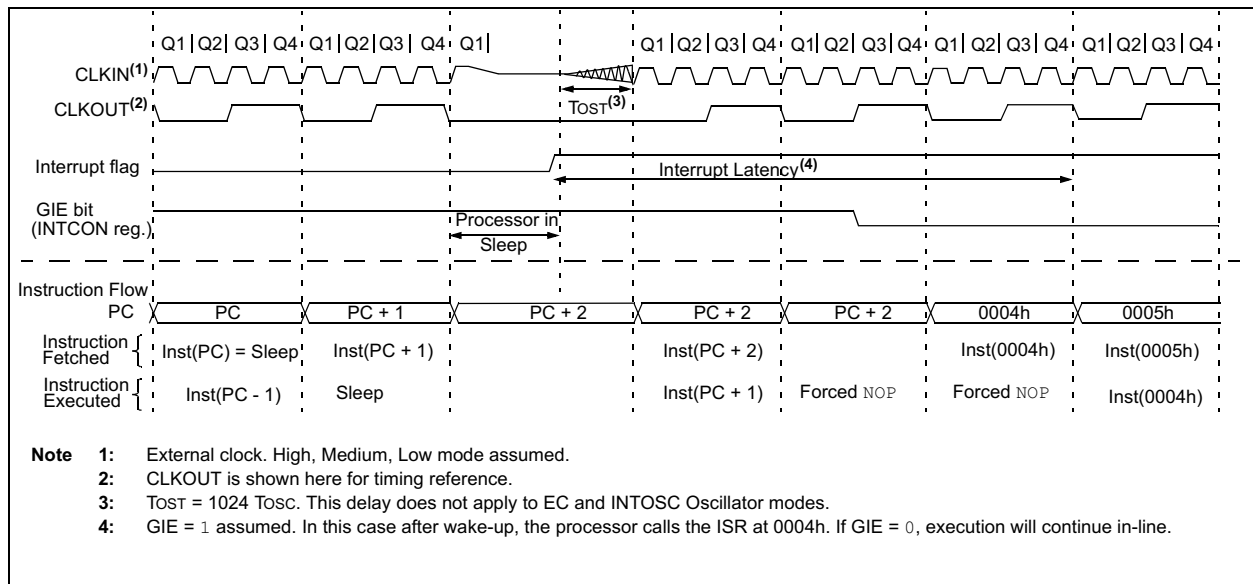 Q1 Q2 Q3 Q4 Q1 Q2 Q3 Q4 Q1 Q1 Q2 Q3 Q4 Q1 Q2 Q3 Q4 Q1 Q2 Q3 Q4 Q1 Q2 Q3 Q4
CLKIN(1)
CLKOUT(2)
TOST(3)
Interrupt flag
Interrupt Latency(4)
GIE bit
(INTCON reg.)
Processor in
Sleep
Instruction Flow
PC PC PC + 1 PC + 2 PC + 2 PC + 2 0004h 0005h
Instruction
Fetched
Inst(PC) = Sleep Inst(PC + 1) Inst(PC + 2) Inst(0004h) Inst(0005h)
Instruction
Executed
Inst(PC - 1) Sleep Inst(PC + 1) Forced NOP Forced NOP Inst(0004h)
Note 1: External clock. High, Medium, Low mode assumed.
2: CLKOUT is shown here for timing reference.
3: TOST = 1024 TOSC. This delay does not apply to EC and INTOSC Oscillator modes.
4: GIE = 1 assumed. In this case after wake-up, the processor calls the ISR at 0004h. If GIE = 0, execution will continue in-line.